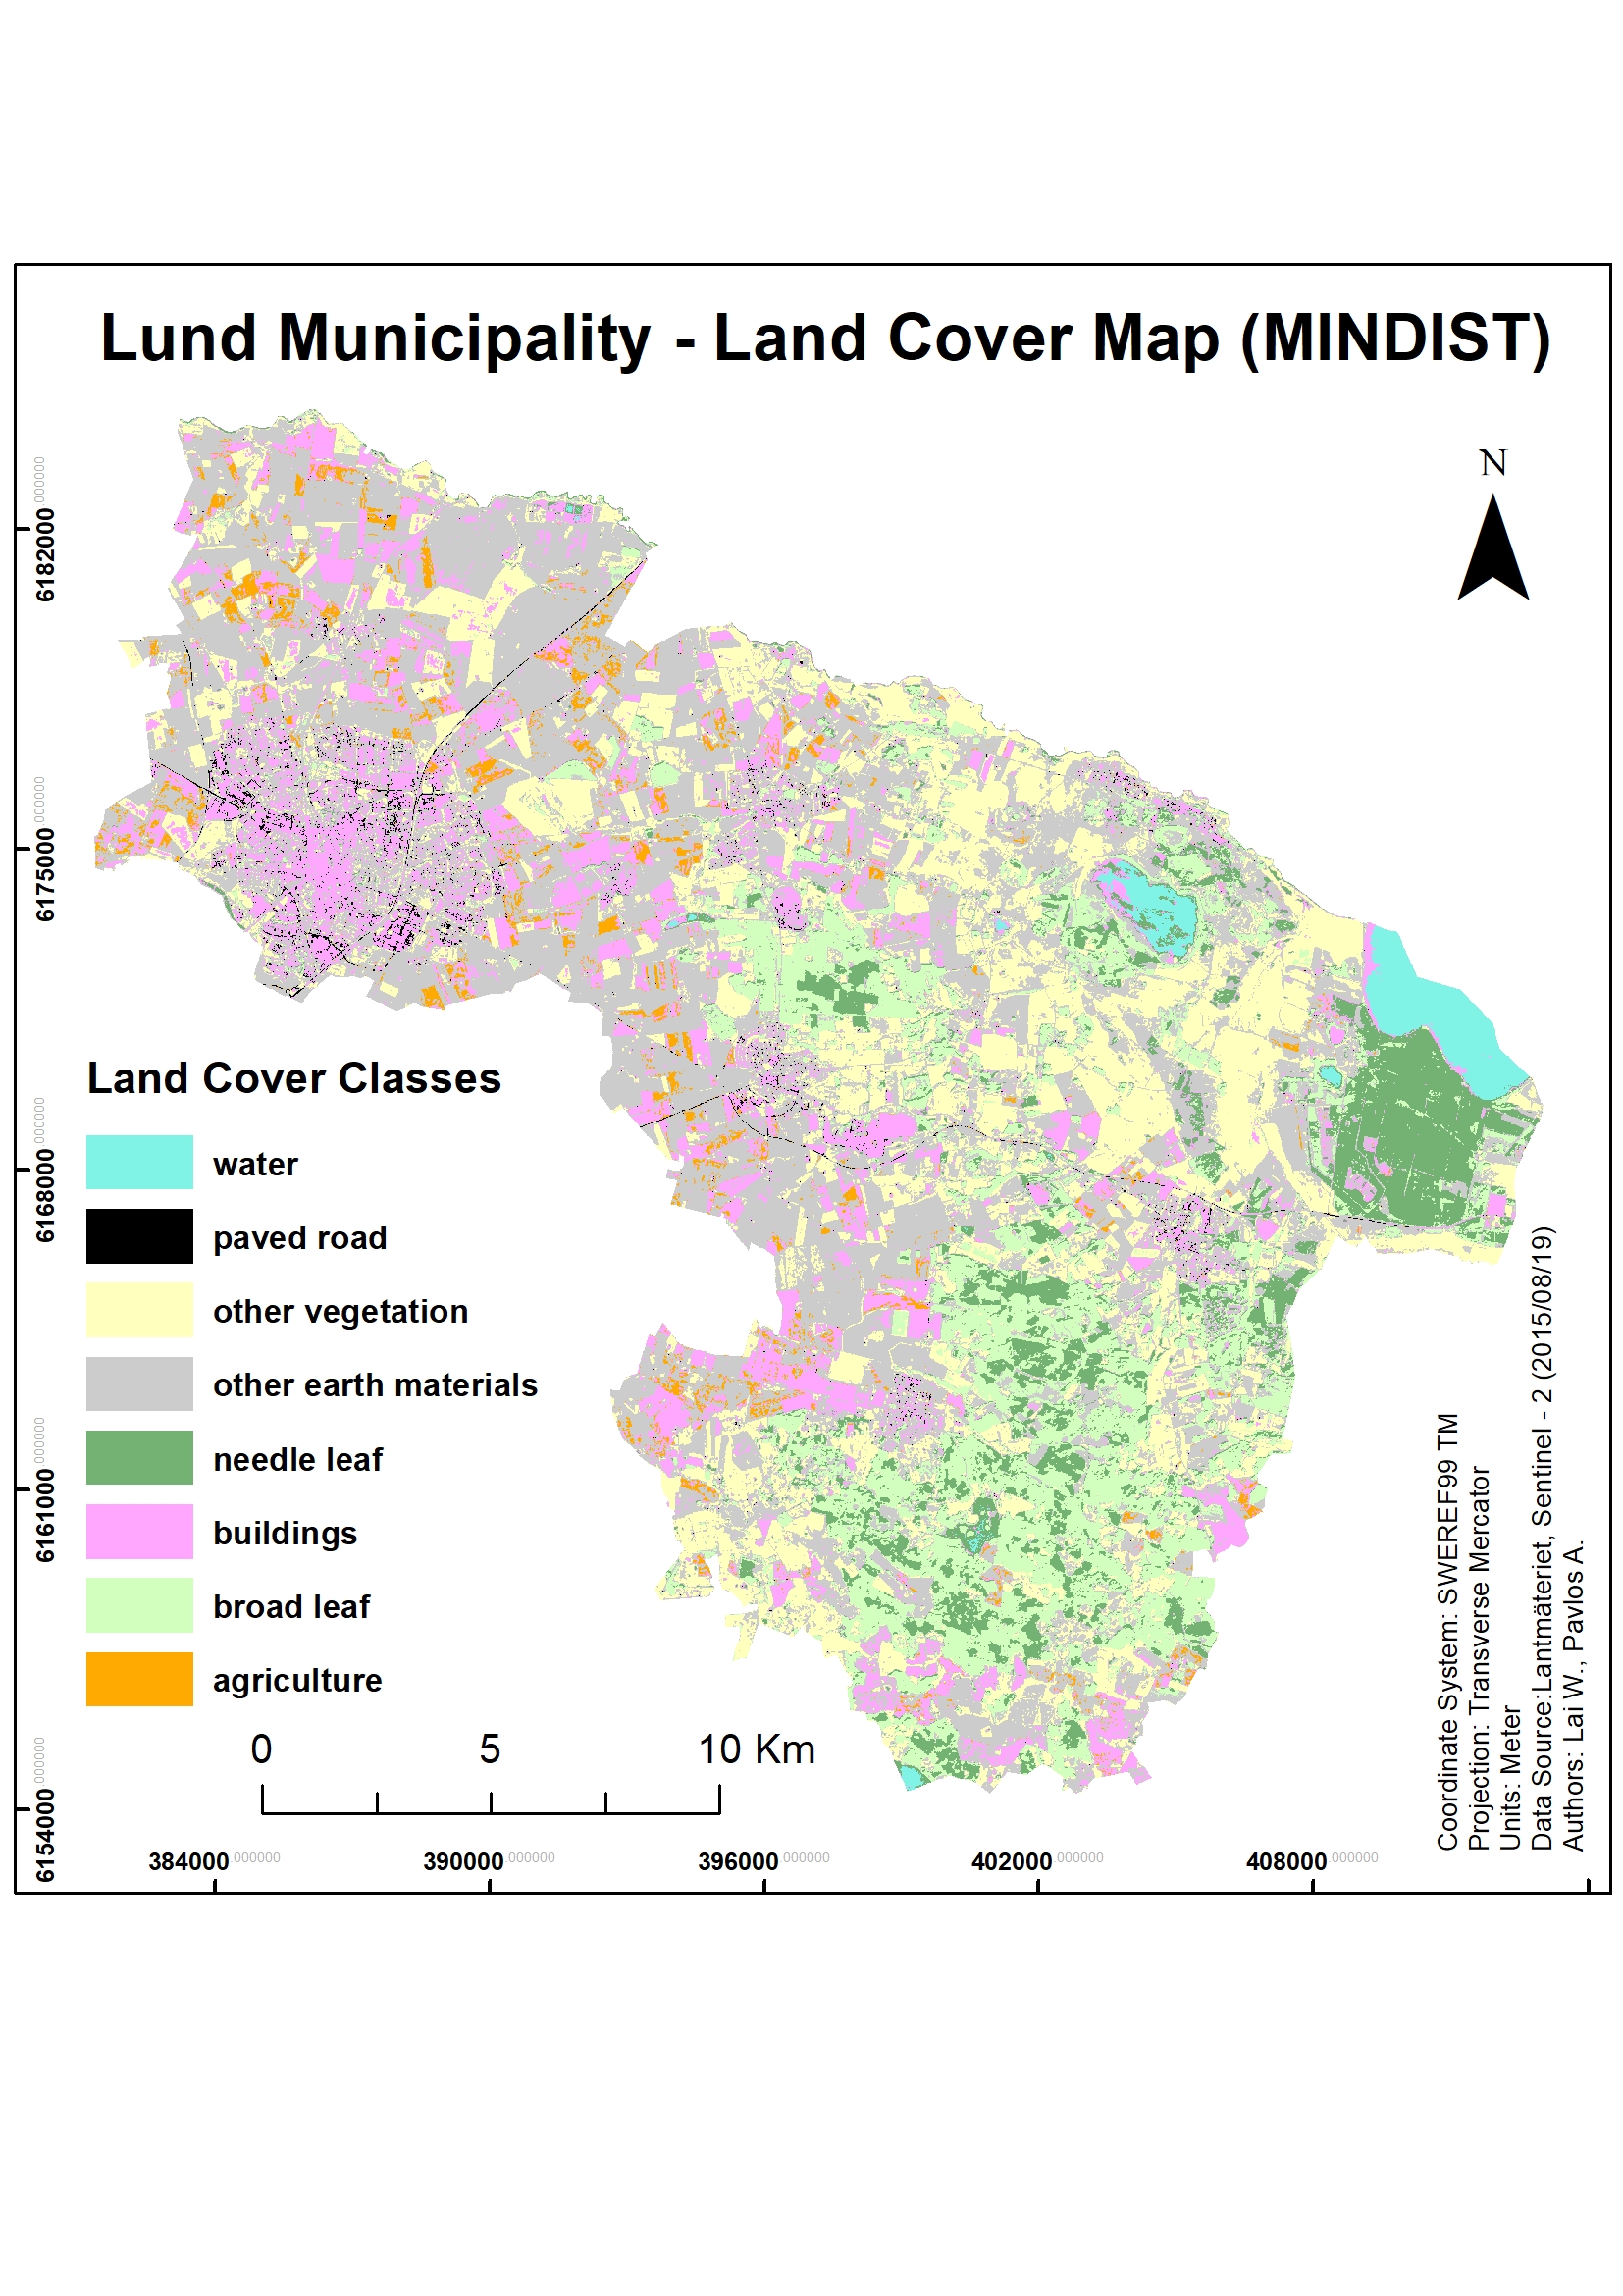 Lund Municipality - Land Cover Map (MINDIST)
N
6182000.000000
6175000.000000
6168000.000000
6161000.000000
6154000.000000
Land Cover Classes
water
paved road
other vegetation
other earth materials
needle leaf
buildings
broad leaf
agriculture
0 5 10 Km
384000.000000 390000.000000 396000.000000 402000.000000 408000.000000
Coordinate System: SWEREF99 TM
Projection: Transverse Mercator
Units: Meter
Data Source:Lantmäteriet, Sentinel - 2 (2015/08/19)
Authors: Lai W., Pavlos A.